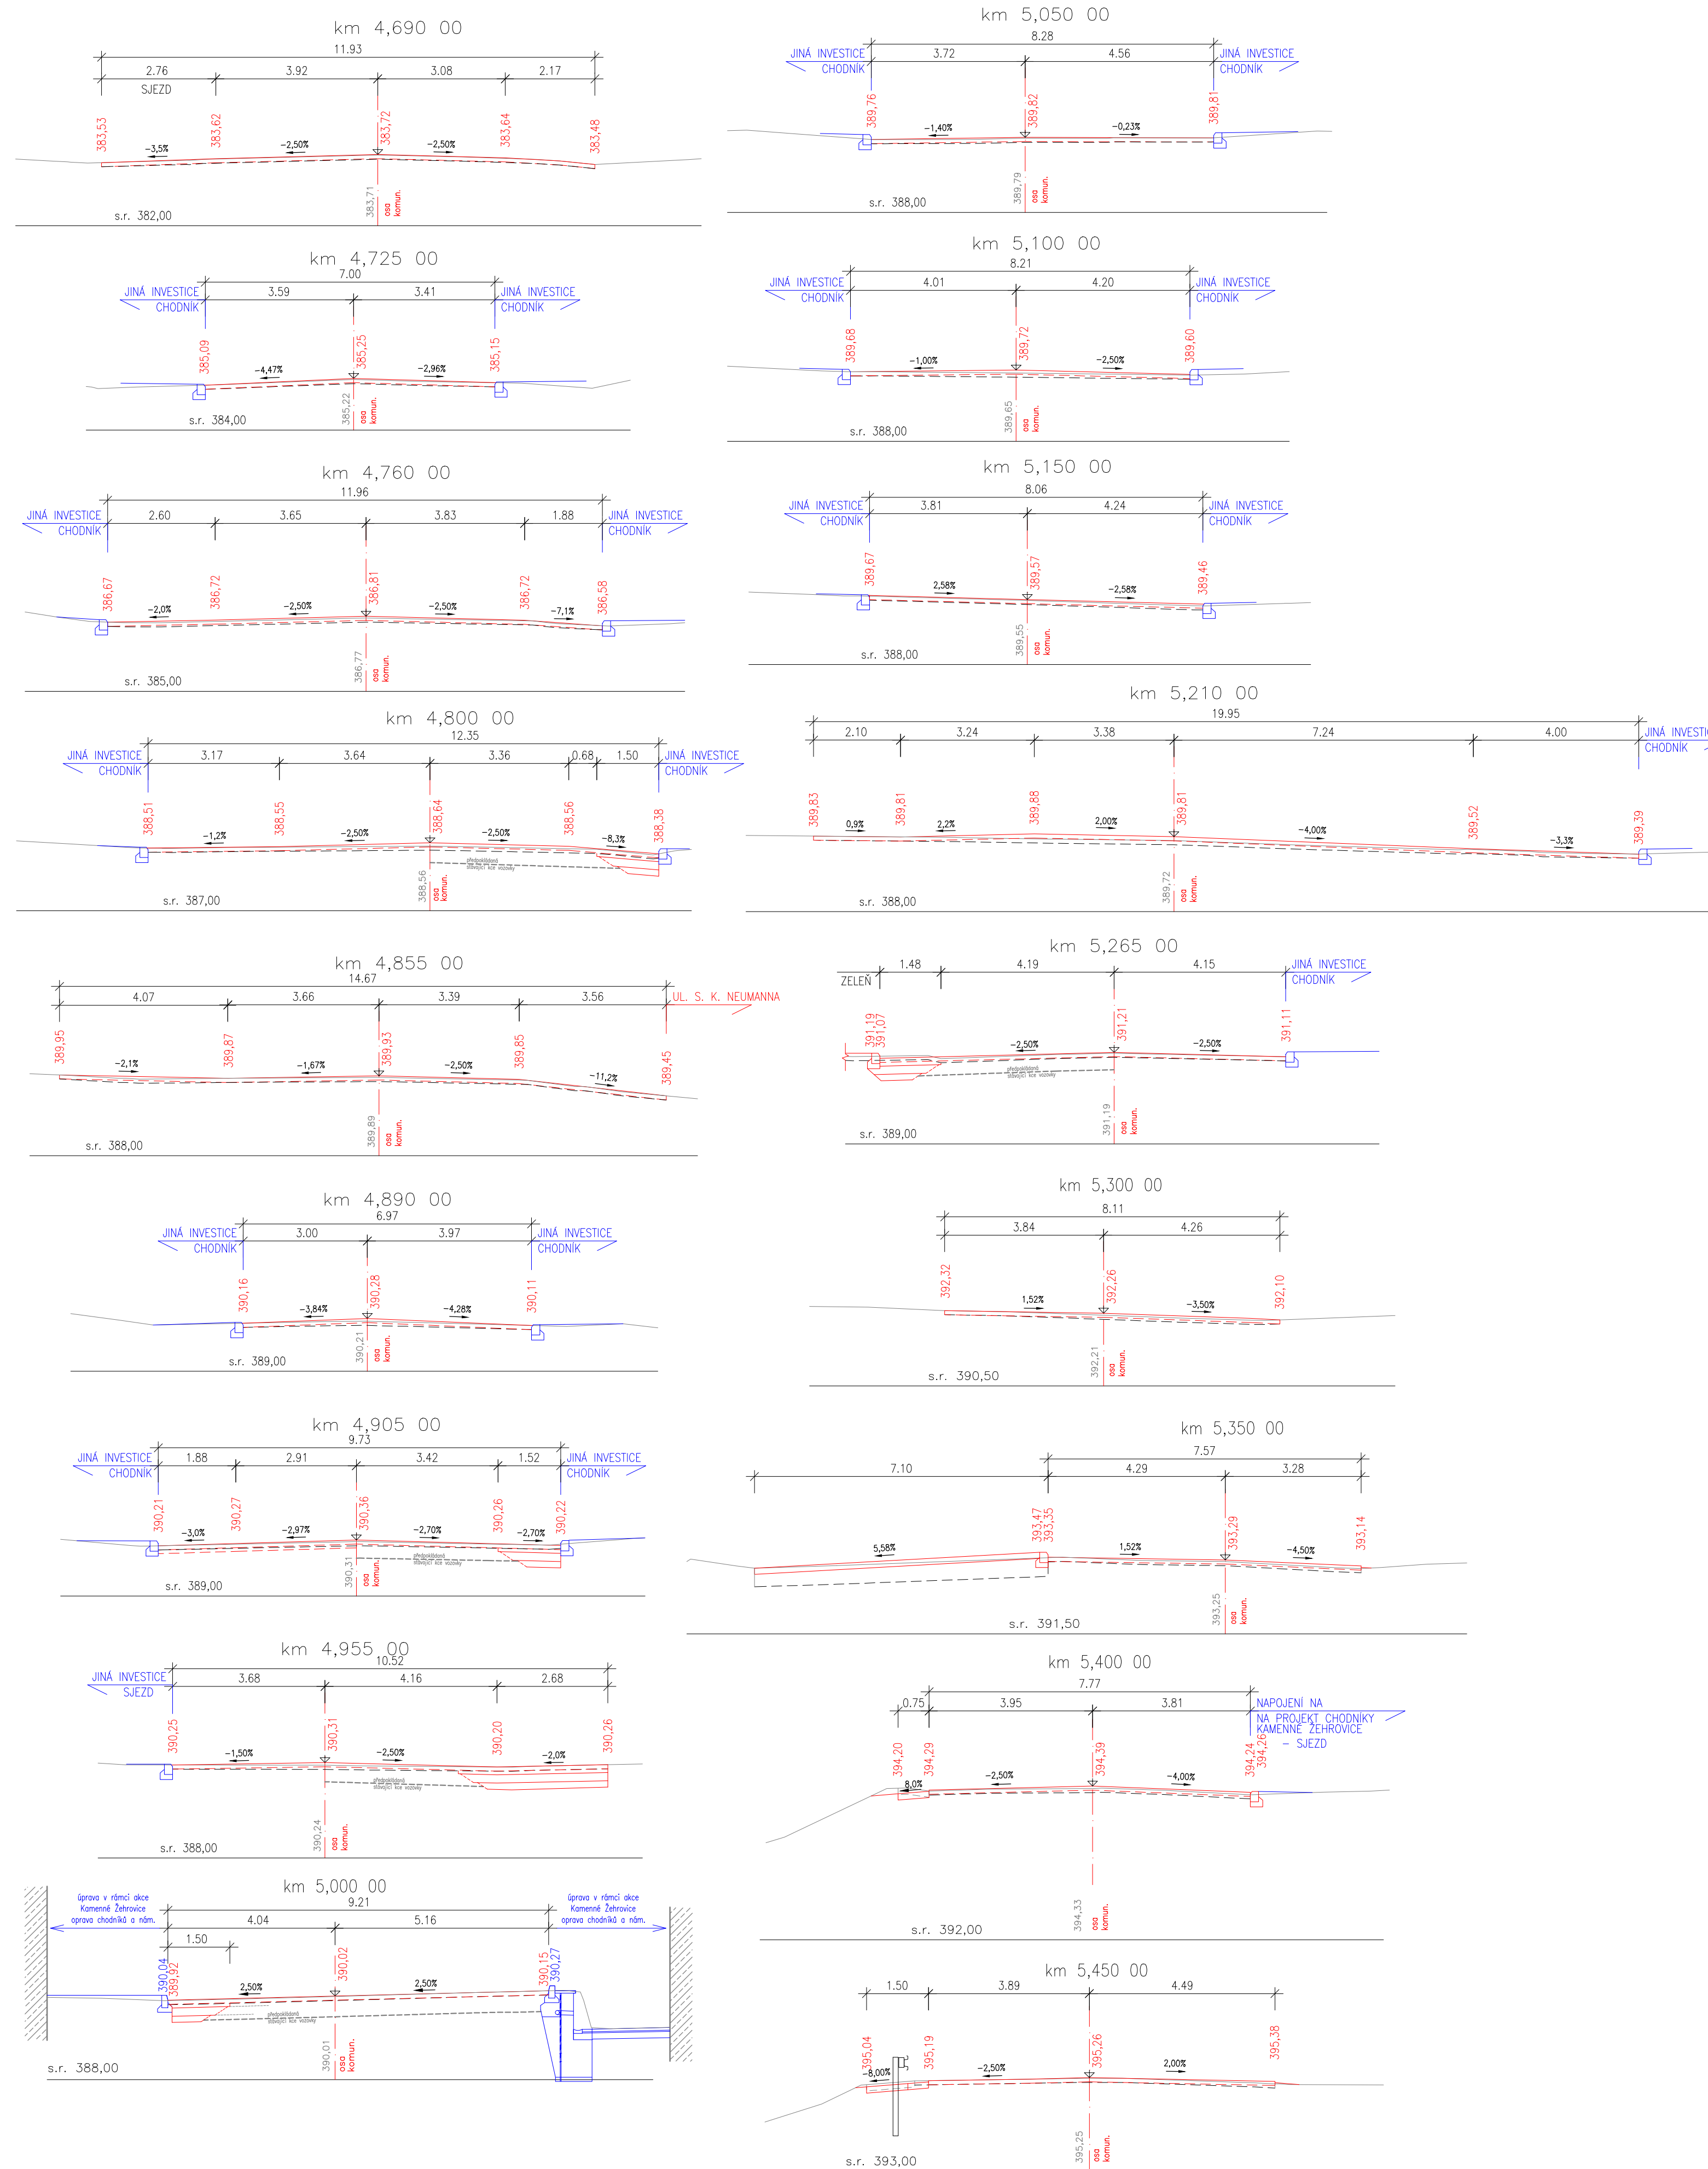 km 4,690 00
11.93
2.76 3.92 3.08 2.17
SJEZD
383,53 383,62 383,72 383,64 383,48
-3,5% -2,50% -2,50%
383,71
osa komun.
s.r. 382,00
km 4,725 00
7.00
JINÁ INVESTICE 3.59 3.41 JINÁ INVESTICE
CHODNÍK CHODNÍK
385,09 385,25 385,15
-4,47% -2,96%
385,22
osa komun.
s.r. 384,00
km 4,760 00
11.96
JINÁ INVESTICE 2.60 3.65 3.83 1.88 JINÁ INVESTICE
CHODNÍK CHODNÍK
386,67 386,72 386,81 386,72 386,58
-2,0% -2,50% -2,50% -7,1%
386,77
osa komun.
s.r. 385,00
km 4,800 00
12.35
JINÁ INVESTICE 3.17 3.64 3.36 0.68 1.50 JINÁ INVESTICE
CHODNÍK CHODNÍK
388,51 388,55 388,64 388,56 388,38
-1,2% -2,50% -2,50% -8,3%
předpokládaná
stávající kce vozovky
388,56
osa komun.
s.r. 387,00
km 4,855 00
14.67
4.07 3.66 3.39 3.56 UL. S. K. NEUMANNA
389,95 389,87 389,93 389,85 389,45
-2,1% -1,67% -2,50% -11,2%
389,89
osa komun.
s.r. 388,00
km 4,890 00
6.97
JINÁ INVESTICE 3.00 3.97 JINÁ INVESTICE
CHODNÍK CHODNÍK
390,16 390,28 390,11
-3,84% -4,28%
390,21
osa komun.
s.r. 389,00
km 4,905 00
9.73
JINÁ INVESTICE 1.88 2.91 3.42 1.52 JINÁ INVESTICE
CHODNÍK CHODNÍK
390,21 390,27 390,36 390,26 390,22
-3,0% -2,97% -2,70% -2,70%
předpokládaná
stávající kce vozovky
390,31
osa komun.
s.r. 389,00
km 4,955 00
10.52
JINÁ INVESTICE 3.68 4.16 2.68
SJEZD
390,25 390,31 390,20 390,26
-1,50% -2,50% -2,0%
předpokládaná
stávající kce vozovky
390,24
osa komun.
s.r. 388,00
km 5,000 00
úprava v rámci akce
Kamenné Žehrovice
oprava chodníků a nám.
9.21
4.04 5.16
úprava v rámci akce
Kamenné Žehrovice
oprava chodníků a nám.
1.50
390,04 389,92 390,02 390,15 390,27
2,50% 2,50%
předpokládaná
stávající kce vozovky
390,01
osa komun.
s.r. 388,00
km 5,050 00
8.28
JINÁ INVESTICE 3.72 4.56 JINÁ INVESTICE
CHODNÍK CHODNÍK
389,76 389,82 389,81
-1,40% -0,23%
389,79
osa komun.
s.r. 388,00
km 5,100 00
8.21
JINÁ INVESTICE 4.01 4.20 JINÁ INVESTICE
CHODNÍK CHODNÍK
389,68 389,72 389,60
-1,00% -2,50%
389,65
osa komun.
s.r. 388,00
km 5,150 00
8.06
JINÁ INVESTICE 3.81 4.24 JINÁ INVESTICE
CHODNÍK CHODNÍK
389,67 389,57 389,46
2,58% -2,58%
389,55
osa komun.
s.r. 388,00
km 5,210 00
19.95
2.10 3.24 3.38 7.24 4.00 JINÁ INVESTIC
CHODNÍK
389,83 389,81 389,88 389,81 389,52 389,39
0,9% 2,2% 2,00% -4,00% -3,3%
389,72
osa komun.
s.r. 388,00
km 5,265 00
1.48 4.19 4.15 JINÁ INVESTICE
ZELEŇ CHODNÍK
391,19 391,07 391,21 391,11
-2,50% -2,50%
předpokládaná
stávající kce vozovky
391,19
osa komun.
s.r. 389,00
km 5,300 00
8.11
3.84 4.26
392,32 392,26 392,10
1,52% -3,50%
392,21
osa komun.
s.r. 390,50
km 5,350 00
7.57
7.10 4.29 3.28
393,47 393,35 393,29 393,14
5,58% 1,52% -4,50%
393,25
osa komun.
s.r. 391,50
km 5,400 00
7.77
0.75 3.95 3.81 NAPOJENÍ NA
NA PROJEKT CHODNÍKY
KAMENNÉ ŽEHROVICE
- SJEZD
394,20 394,29 394,39 394,24 394,26
8,0% -2,50% -4,00%
394,33
osa komun.
s.r. 392,00
km 5,450 00
1.50 3.89 4.49
395,04 395,19 395,26 395,38
-8,00% -2,50% 2,00%
395,25
osa komun.
s.r. 393,00